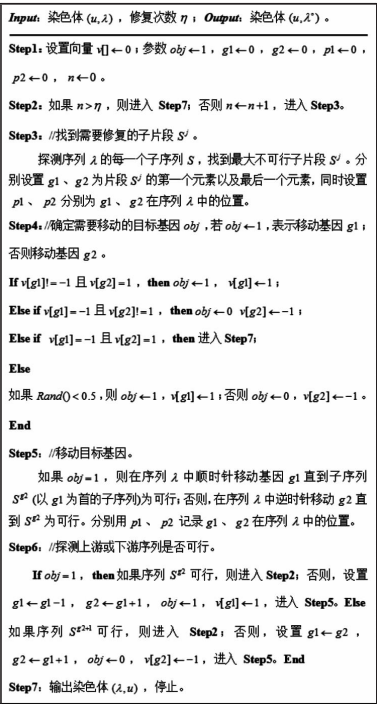 Input: 染色体 (u,λ)，修复次数 η；Output: 染色体 (u,λ*)。
Step1: 设置向量 v[]←0；参数 obj←1，g1←0，g2←0，p1←0，
p2←0，n←0。
Step2: 如果 n>η，则进入 Step7；否则 n←n+1，进入 Step3。
Step3: //找到需要修复的子片段 S^j。
探测序列 λ 的每一个子序列 S，找到最大不可行子片段 S^j。分
别设置 g1、g2 为片段 S^j 的第一个元素以及最后一个元素，同时设置
p1、p2 分别为 g1、g2 在序列 λ 中的位置。
Step4: //确定需要移动的目标基因 obj，若 obj←1，表示移动基因 g1；
否则移动基因 g2。
If v[g1]!=−1 且 v[g2]=1，then obj←1，v[g1]←1；
Else if v[g1]=−1 且 v[g2]!=1，then obj←0 v[g2]←−1；
Else if v[g1]=−1 且 v[g2]=1，then 进入 Step7；
Else
如果 Rand()<0.5，则 obj←1，v[g1]←1；否则 obj←0，v[g2]←−1。
End
Step5: //移动目标基因。
如果 obj=1，则在序列 λ 中顺时针移动基因 g1 直到子序列
S^g2 (以 g1 为首的子序列)为可行；否则，在序列 λ 中逆时针移动 g2 直
到 S^g2 为可行。分别用 p1、p2 记录 g1、g2 在序列 λ 中的位置。
Step6: //探测上游或下游序列是否可行。
If obj=1，then 如果序列 S^g2 可行，则进入 Step2；否则，设置
g1←g1−1，g2←g1+1，obj←1，v[g1]←1，进入 Step5。Else
如果序列 S^g2+1 可行，则进入 Step2；否则，设置 g1←g2，
g2←g1+1，obj←0，v[g2]←−1，进入 Step5。End
Step7: 输出染色体 (λ,u)，停止。